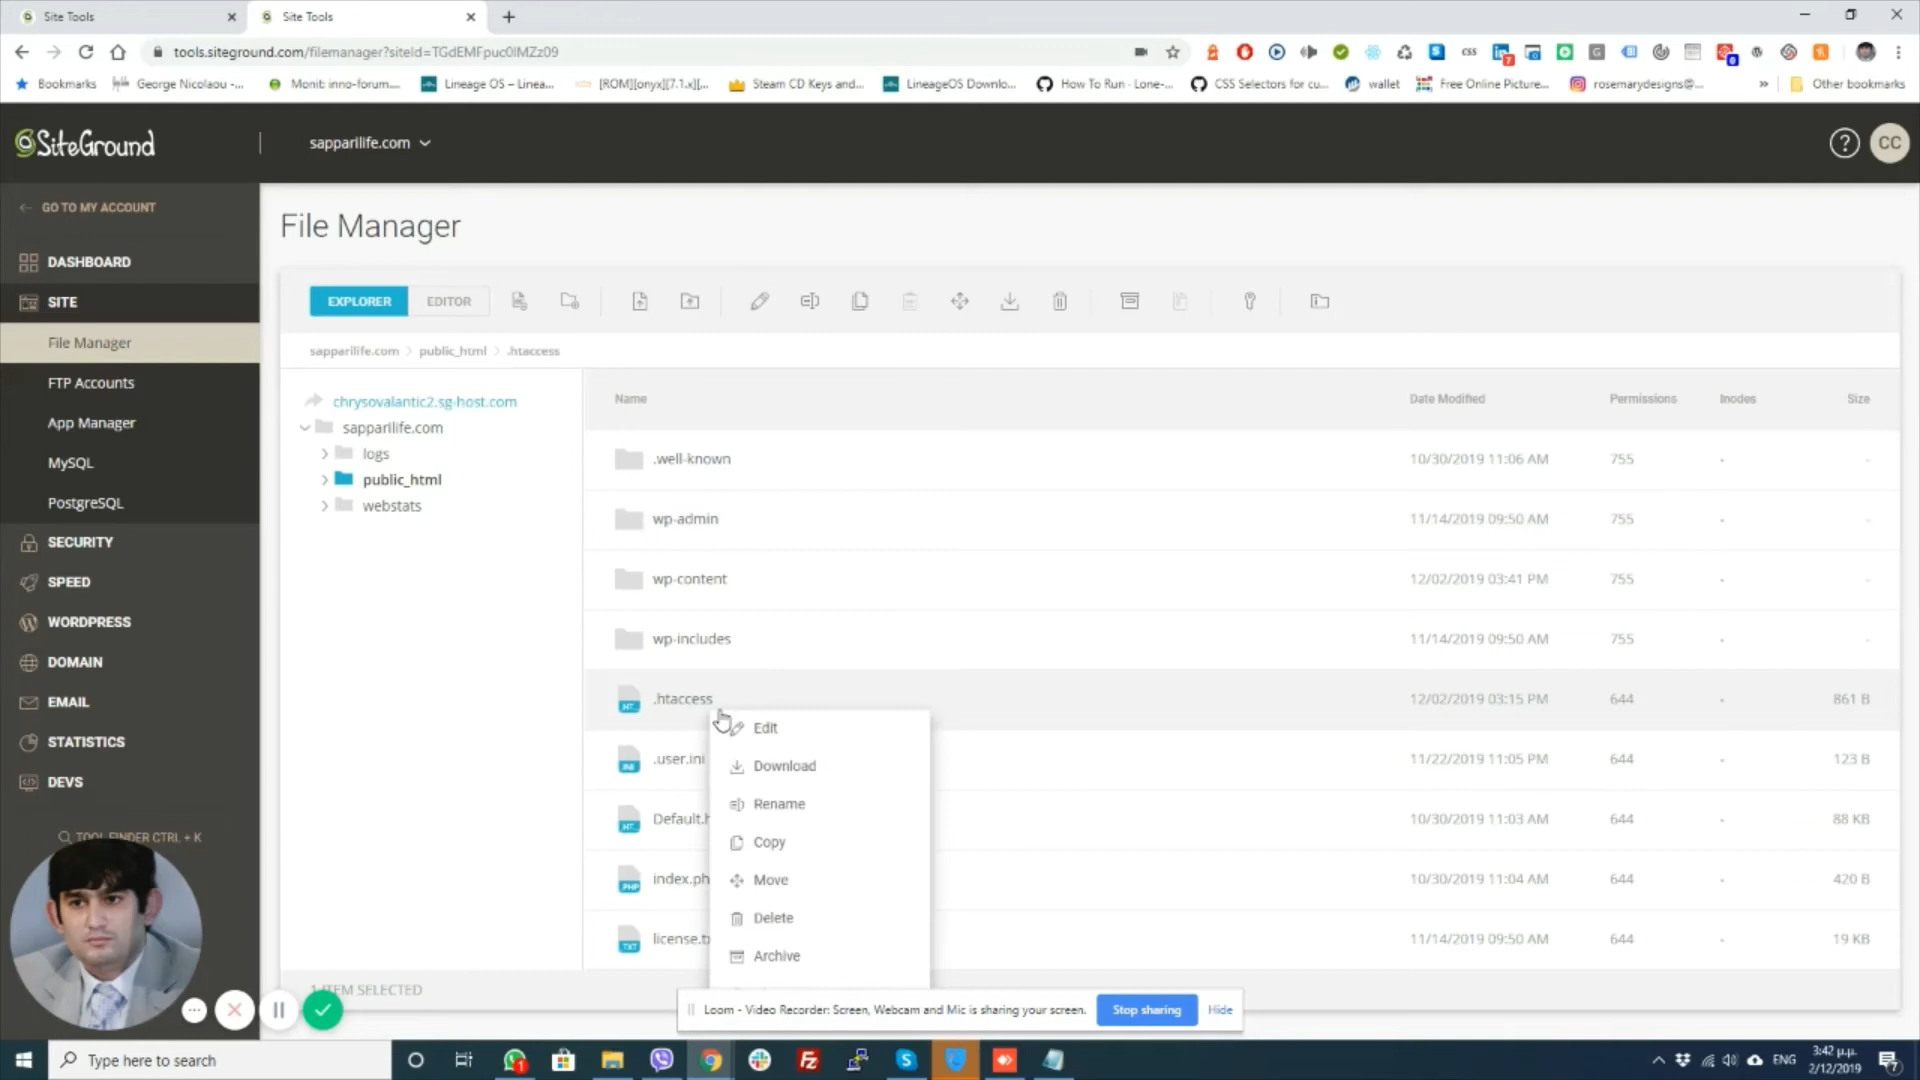 Site Tools
Site Tools
tools.siteground.com/filemanager?siteId=TGdEMFpuc0lMZz09
Bookmarks
George Nicolaou -...
Monit: inno-forum....
Lineage OS – Linea...
[ROM][onyx][7.1.x][...
Steam CD Keys and...
LineageOS Downlo...
How To Run - Lone-...
CSS Selectors for cu...
wallet
Free Online Picture...
rosemarydesigns@...
»
Other bookmarks
SiteGround
sapparilife.com
?
CC
GO TO MY ACCOUNT
DASHBOARD
SITE
File Manager
FTP Accounts
App Manager
MySQL
PostgreSQL
SECURITY
SPEED
WORDPRESS
DOMAIN
EMAIL
STATISTICS
DEVS
TOOL FINDER CTRL + K
File Manager
EXPLORER
EDITOR
sapparilife.com > public_html > .htaccess
chrysovalantic2.sg-host.com
sapparilife.com
logs
public_html
webstats
Name Date Modified Permissions Inodes Size
.well-known 10/30/2019 11:06 AM 755 - -
wp-admin 11/14/2019 09:50 AM 755 - -
wp-content 12/02/2019 03:41 PM 755 - -
wp-includes 11/14/2019 09:50 AM 755 - -
.htaccess 12/02/2019 03:15 PM 644 - 861 B
.user.ini 11/22/2019 11:05 PM 644 - 123 B
Default.h 10/30/2019 11:03 AM 644 - 88 KB
index.ph 10/30/2019 11:04 AM 644 - 420 B
license.t 11/14/2019 09:50 AM 644 - 19 KB
Edit
Download
Rename
Copy
Move
Delete
Archive
1 ITEM SELECTED
Loom - Video Recorder: Screen, Webcam and Mic is sharing your screen.
Stop sharing
Hide
Type here to search
ENG
3:42 μ.μ.
2/12/2019